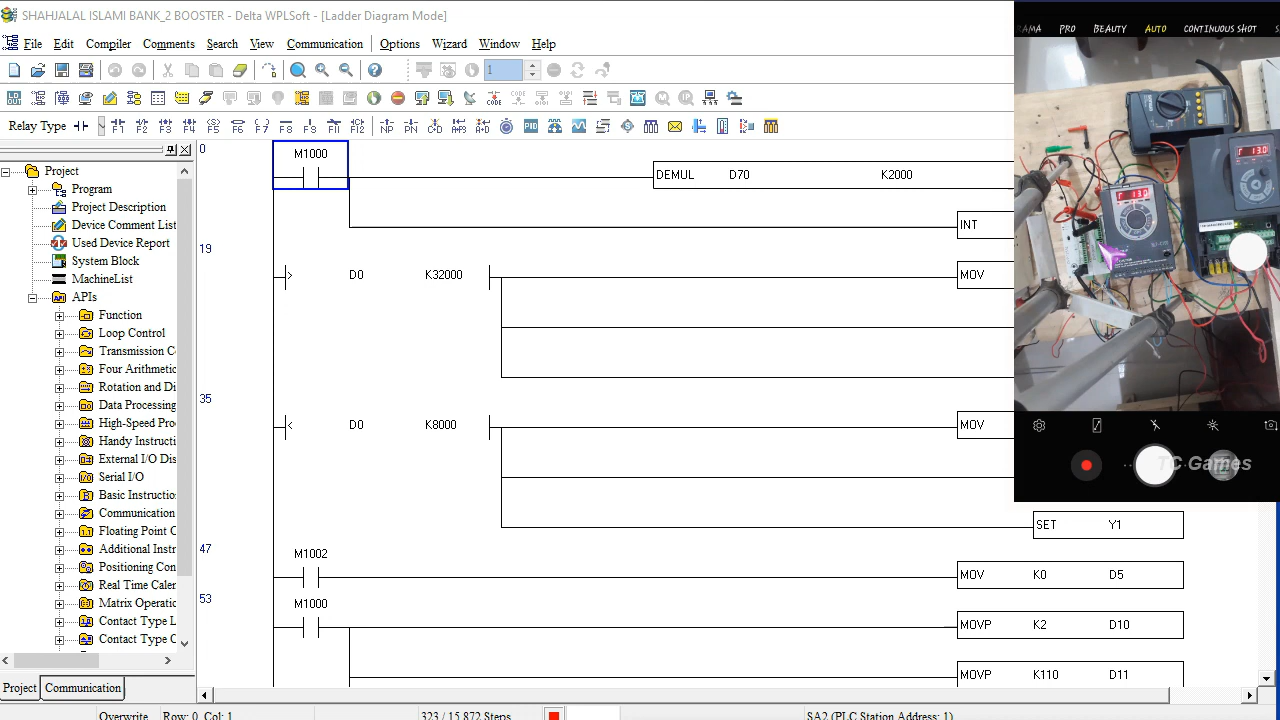 SHAHJALAL ISLAMI BANK_2 BOOSTER - Delta WPLSoft - [Ladder Diagram Mode]
File Edit Compiler Comments Search View Communication Options Wizard Window Help
1
Relay Type
Project
Program
Project Description
Device Comment List
Used Device Report
System Block
MachineList
APIs
Function
Loop Control
Transmission C
Four Arithmetic
Rotation and Di
Data Processing
High-Speed Pro
Handy Instructi
External I/O Dis
Serial I/O
Basic Instructio
Communication
Floating Point C
Additional Instr
Positioning Con
Real Time Caler
Matrix Operatic
Contact Type L
Contact Type C
Project Communication
0
M1000
DEMUL D70 K2000
INT
19
> D0 K32000
MOV
35
< D0 K8000
MOV
SET Y1
47
M1002
MOV K0 D5
53
M1000
MOVP K2 D10
MOVP K110 D11
Overwrite Row: 0, Col: 1 323 / 15,872 Steps SA2 (PLC Station Address: 1)
RAMA PRO BEAUTY AUTO CONTINUOUS SHOT
13.0
13.0
TC Games